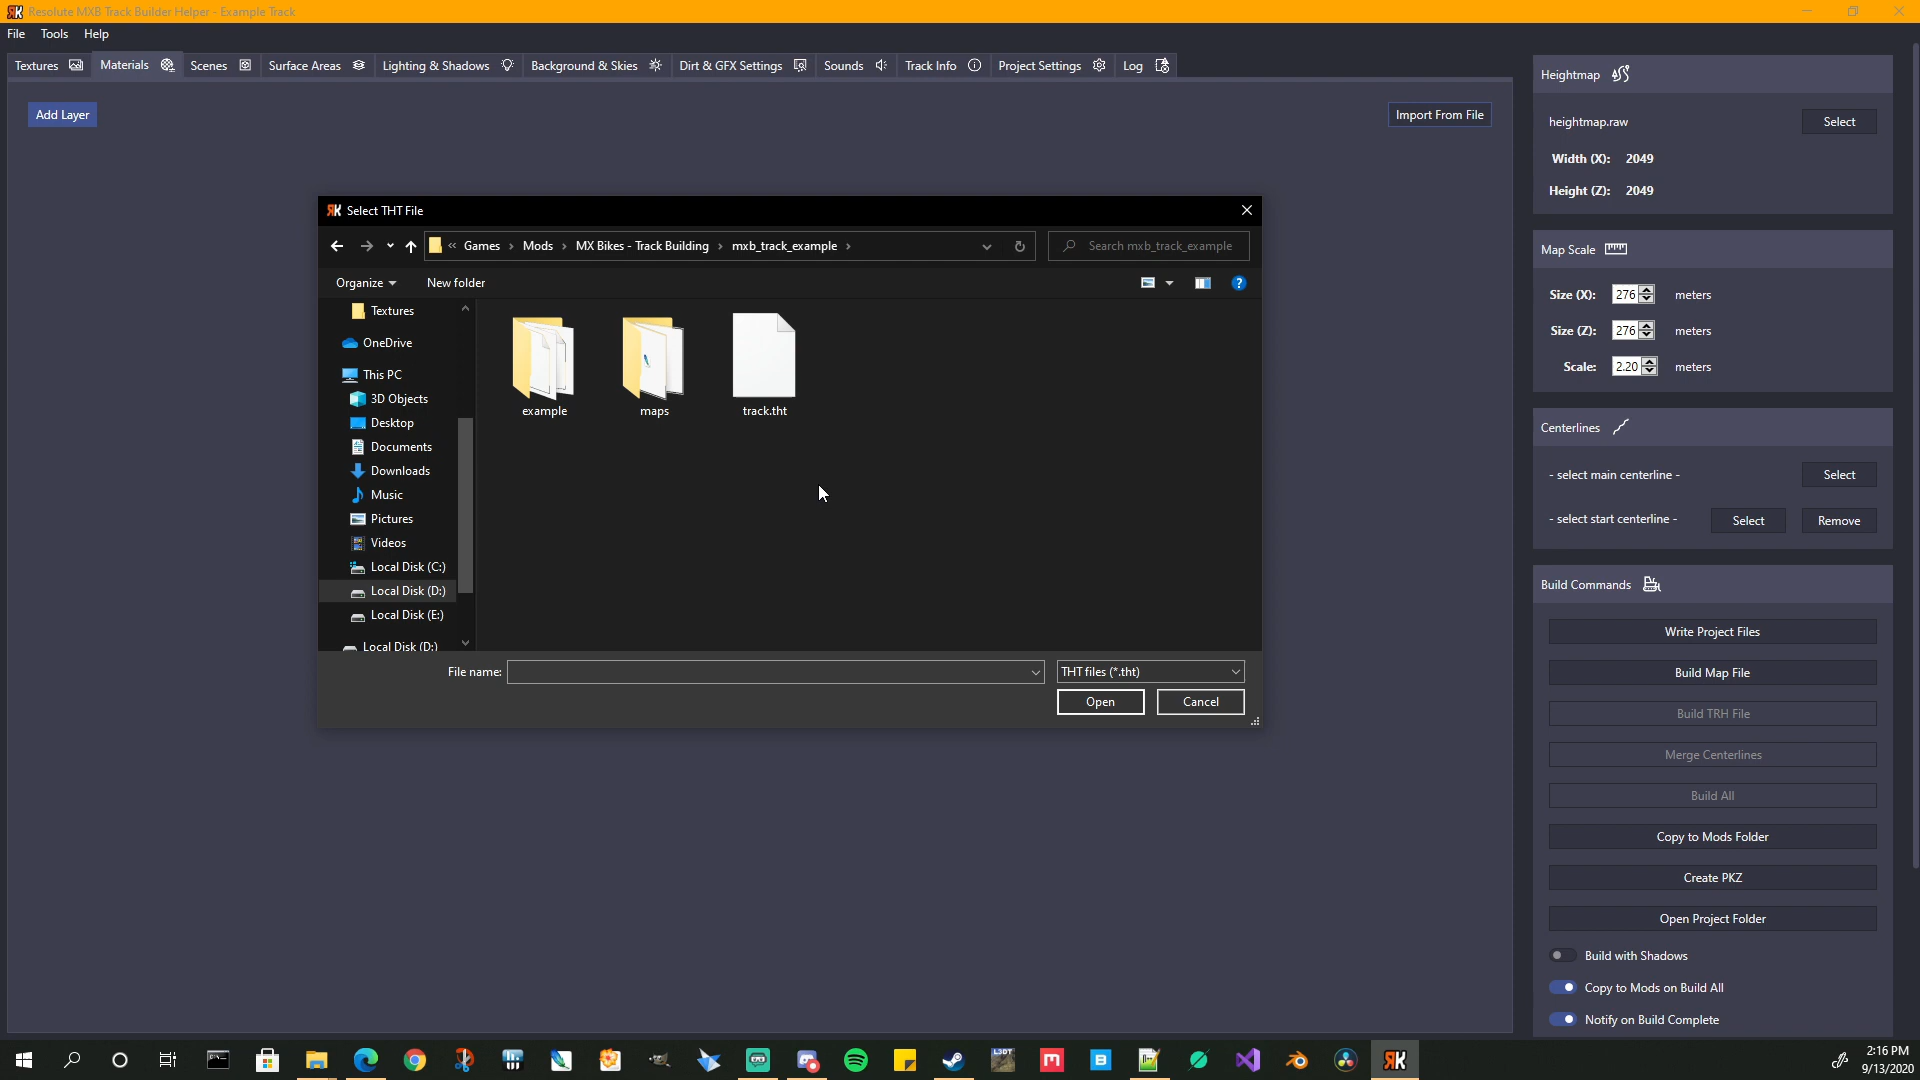 Resolute MXB Track Builder Helper - Example Track
File Tools Help
Textures Materials Scenes Surface Areas Lighting & Shadows Background & Skies Dirt & GFX Settings Sounds Track Info Project Settings Log
Add Layer
Import From File
Select THT File
« Games › Mods › MX Bikes - Track Building › mxb_track_example ›
Search mxb_track_example
Organize
New folder
Textures
OneDrive
This PC
3D Objects
Desktop
Documents
Downloads
Music
Pictures
Videos
Local Disk (C:)
Local Disk (D:)
Local Disk (E:)
Local Disk (D:)
example
maps
track.tht
File name:
THT files (*.tht)
Open
Cancel
Heightmap
heightmap.raw
Select
Width (X): 2049
Height (Z): 2049
Map Scale
Size (X): 276 meters
Size (Z): 276 meters
Scale: 2.20 meters
Centerlines
- select main centerline -
Select
- select start centerline -
Select
Remove
Build Commands
Write Project Files
Build Map File
Build TRH File
Merge Centerlines
Build All
Copy to Mods Folder
Create PKZ
Open Project Folder
Build with Shadows
Copy to Mods on Build All
Notify on Build Complete
L3DT
2:16 PM
9/13/2020